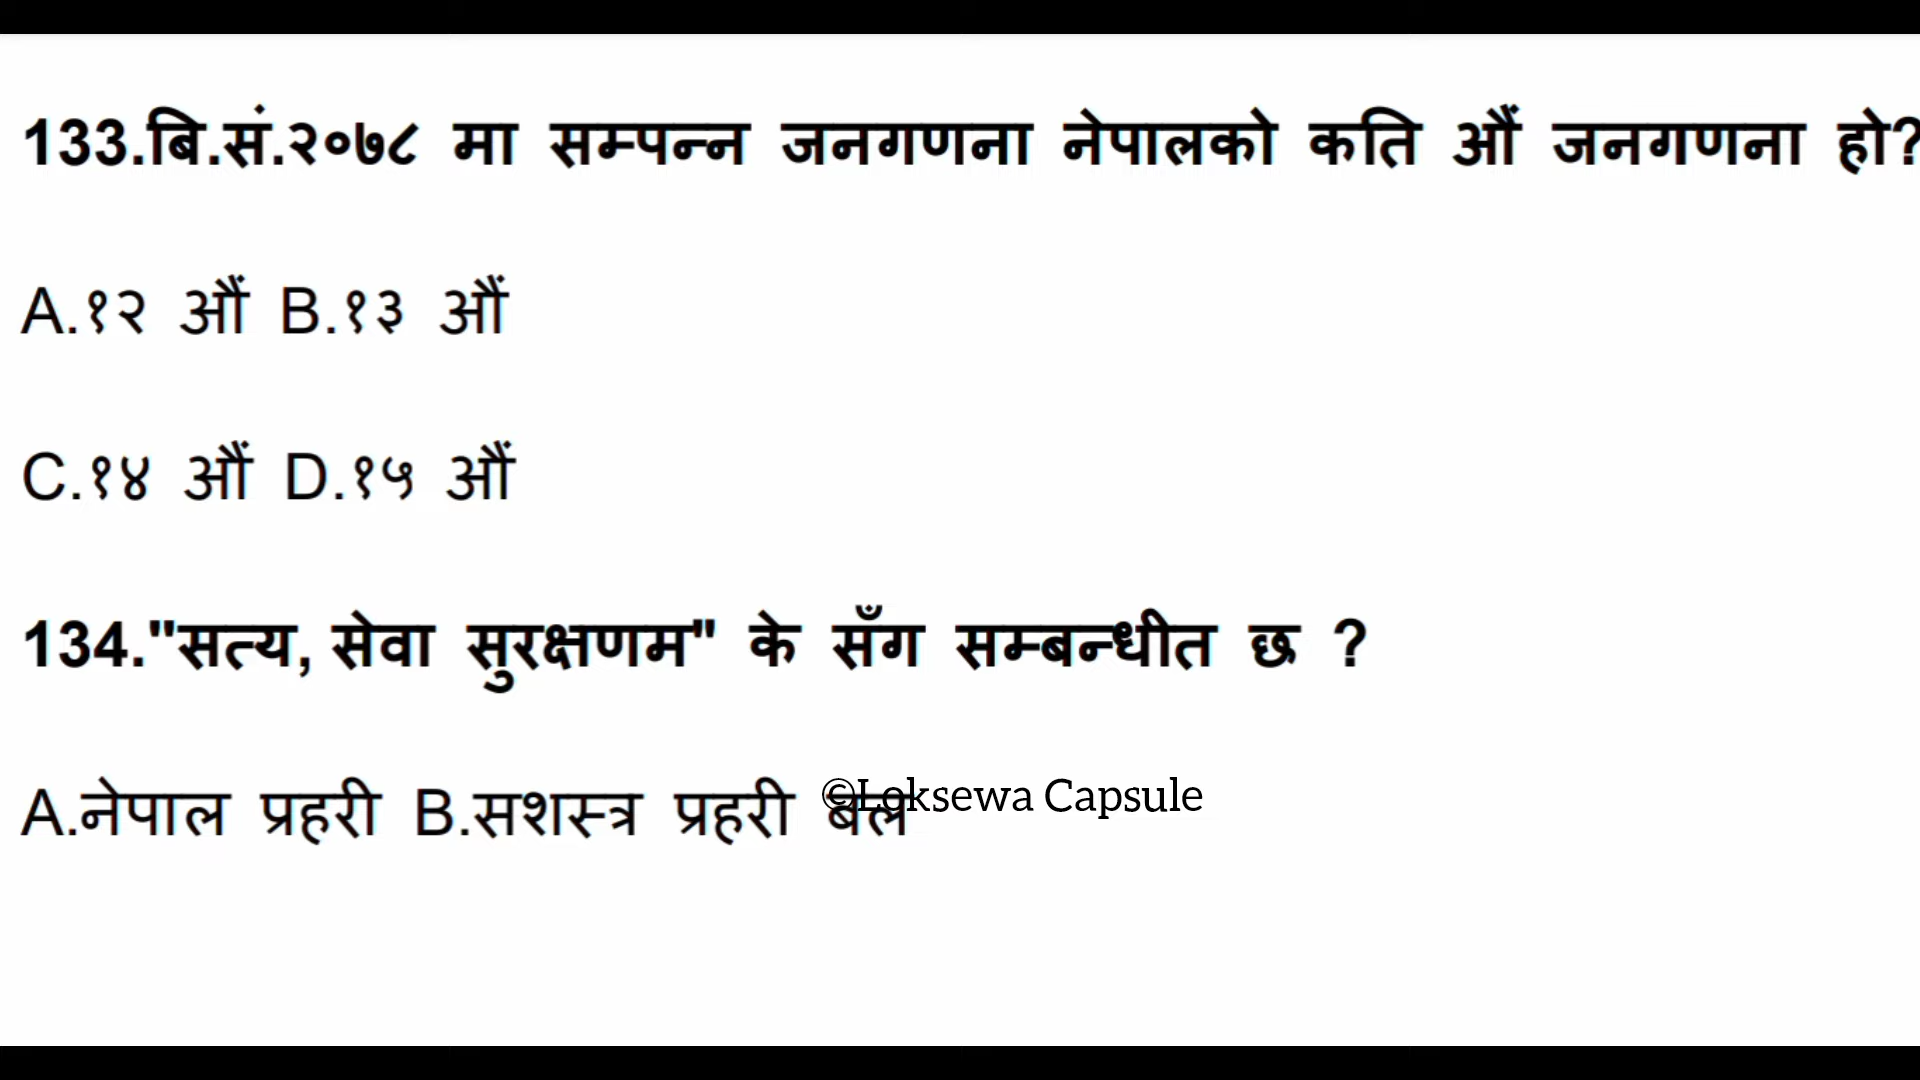 133.बि.सं.२०७८ मा सम्पन्न जनगणना नेपालको कति औं जनगणना हो?
A.१२ औं B.१३ औं
C.१४ औं D.१५ औं
134."सत्य, सेवा सुरक्षणम" के सँग सम्बन्धीत छ ?
A.नेपाल प्रहरी B.सशस्त्र प्रहरी बल
©Loksewa Capsule